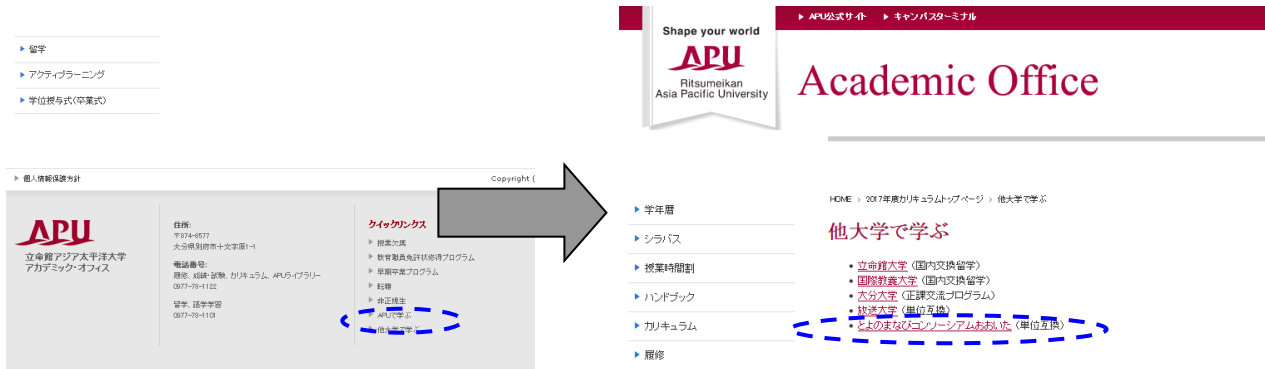 留学
アクティブラーニング
学位授与式(卒業式)
個人情報保護方針
Copyright (
APU
立命館アジア太平洋大学
アカデミック・オフィス
住所:
〒874-8577
大分県別府市十文字原1-1
電話番号:
履修、成績・試験、カリキュラム、APUライブラリー
0977-78-1122
留学、語学学習
0977-78-1101
クイックリンクス
授業欠席
教育職員免許状修得プログラム
早期卒業プログラム
転籍
非正規生
APUで学ぶ
他大学で学ぶ
APU公式サイト
キャンパスターミナル
Shape your world
APU
Ritsumeikan
Asia Pacific University
Academic Office
学年暦
シラバス
授業時間割
ハンドブック
カリキュラム
履修
HOME > 2017年度カリキュラムトップページ > 他大学で学ぶ
他大学で学ぶ
• 立命館大学 (国内交換留学)
• 国際教養大学 (国内交換留学)
• 大分大学 (正課交流プログラム)
• 放送大学 (単位互換)
• とよのまなびコンソーシアムおおいた (単位互換)